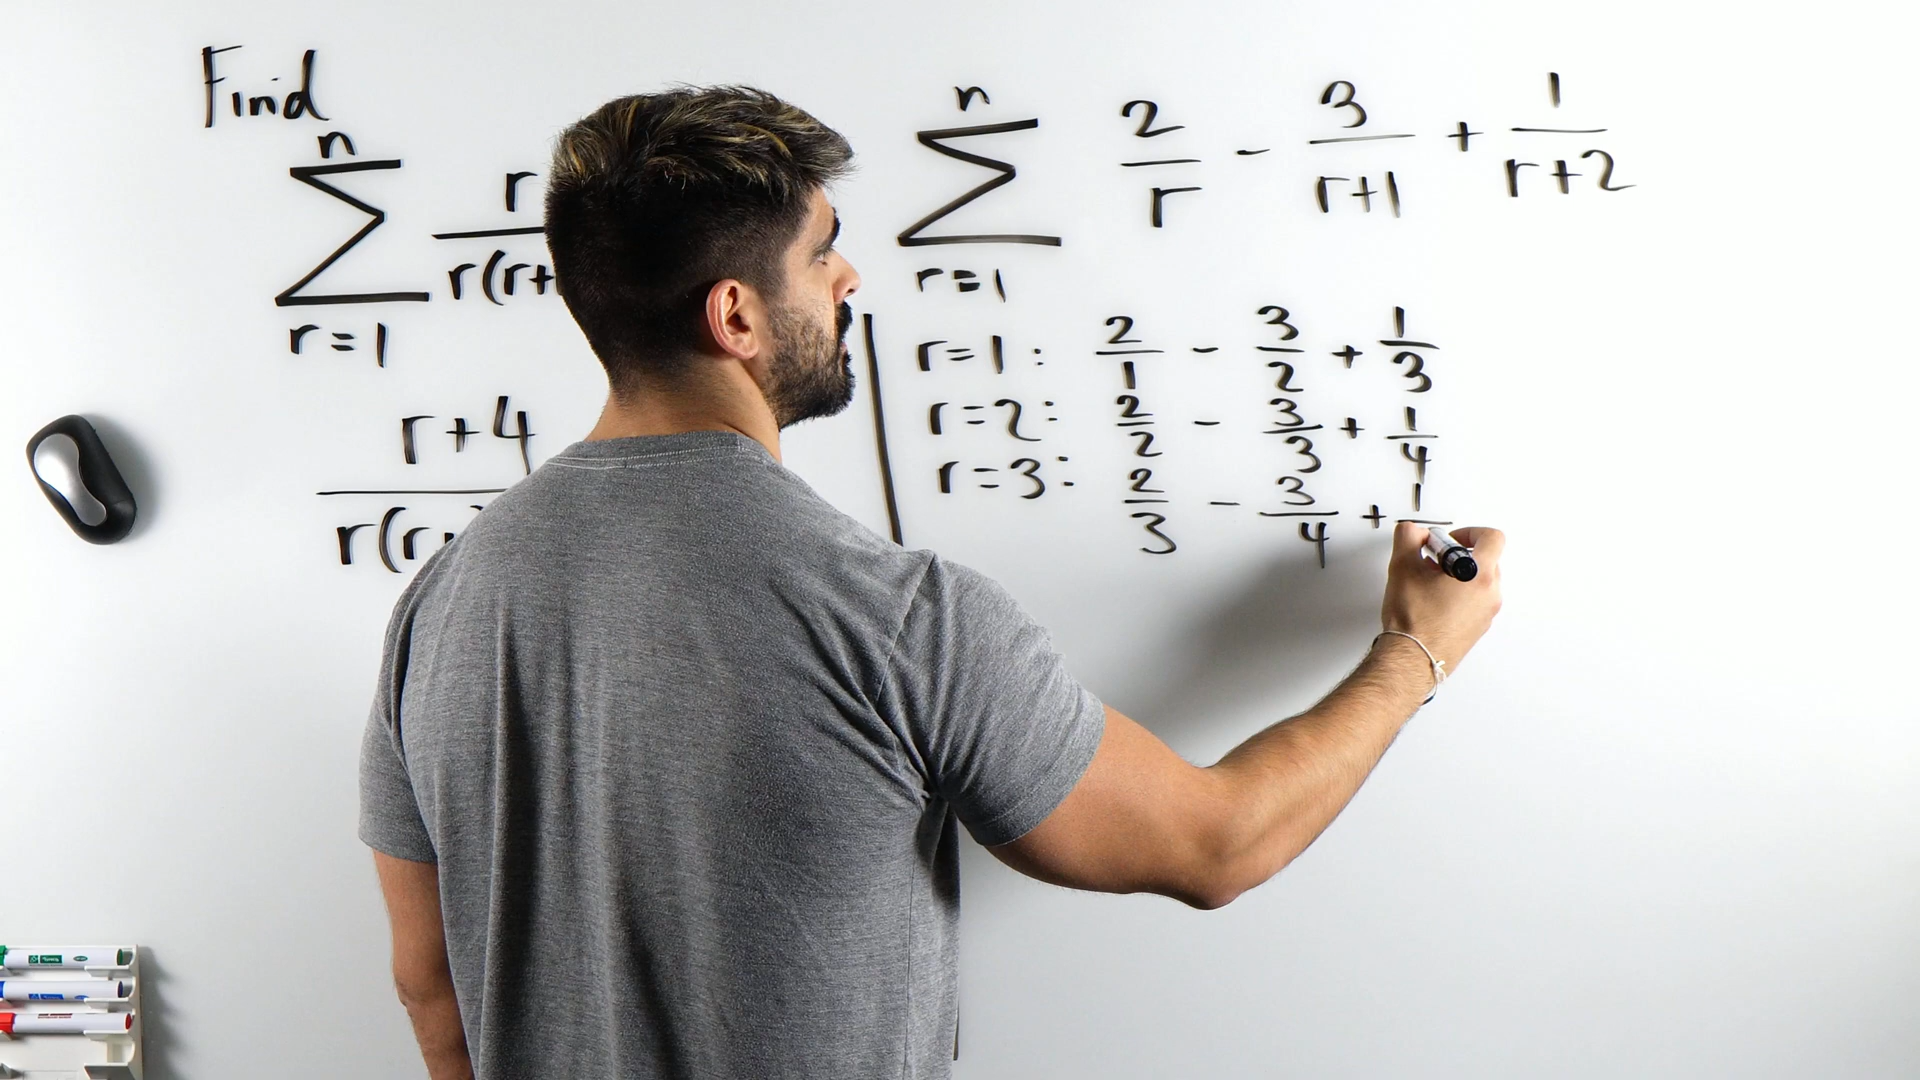 Find
n
∑ r
r(r+
r=1
r+4
r(r
n
∑ 2/r - 3/(r+1) + 1/(r+2)
r=1
r=1: 2/1 - 3/2 + 1/3
r=2: 2/2 - 3/3 + 1/4
r=3: 2/3 - 3/4 + 1